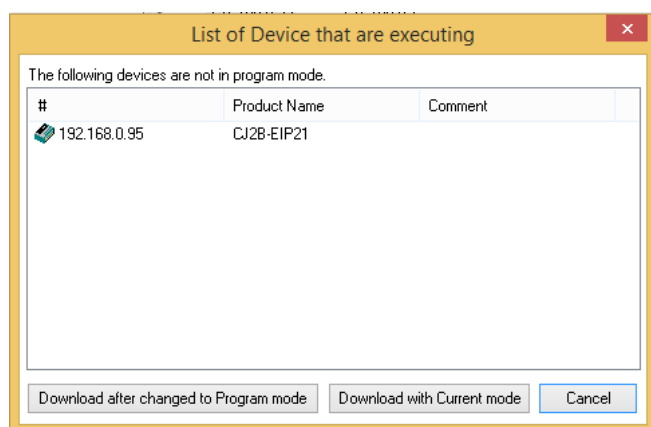 List of Device that are executing
The following devices are not in program mode.
# Product Name Comment
192.168.0.95 CJ2B-EIP21
Download after changed to Program mode Download with Current mode Cancel